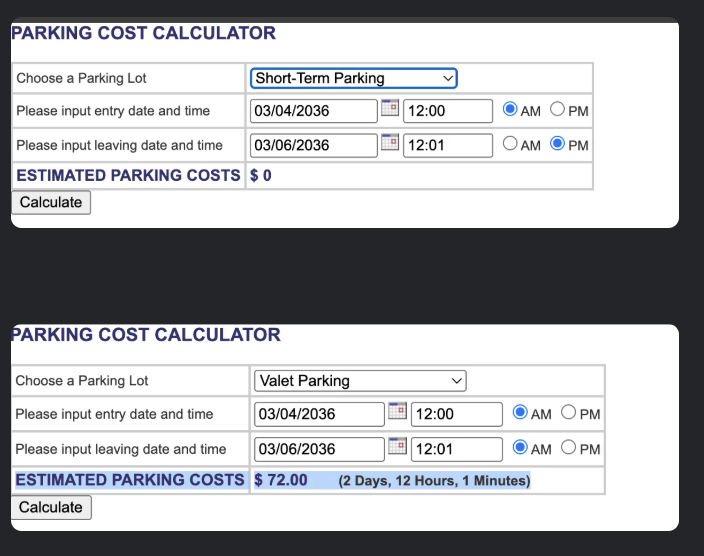 PARKING COST CALCULATOR
Choose a Parking Lot Short-Term Parking
Please input entry date and time 03/04/2036 12:00 AM PM
Please input leaving date and time 03/06/2036 12:01 AM PM
ESTIMATED PARKING COSTS $ 0
Calculate
PARKING COST CALCULATOR
Choose a Parking Lot Valet Parking
Please input entry date and time 03/04/2036 12:00 AM PM
Please input leaving date and time 03/06/2036 12:01 AM PM
ESTIMATED PARKING COSTS $ 72.00 (2 Days, 12 Hours, 1 Minutes)
Calculate